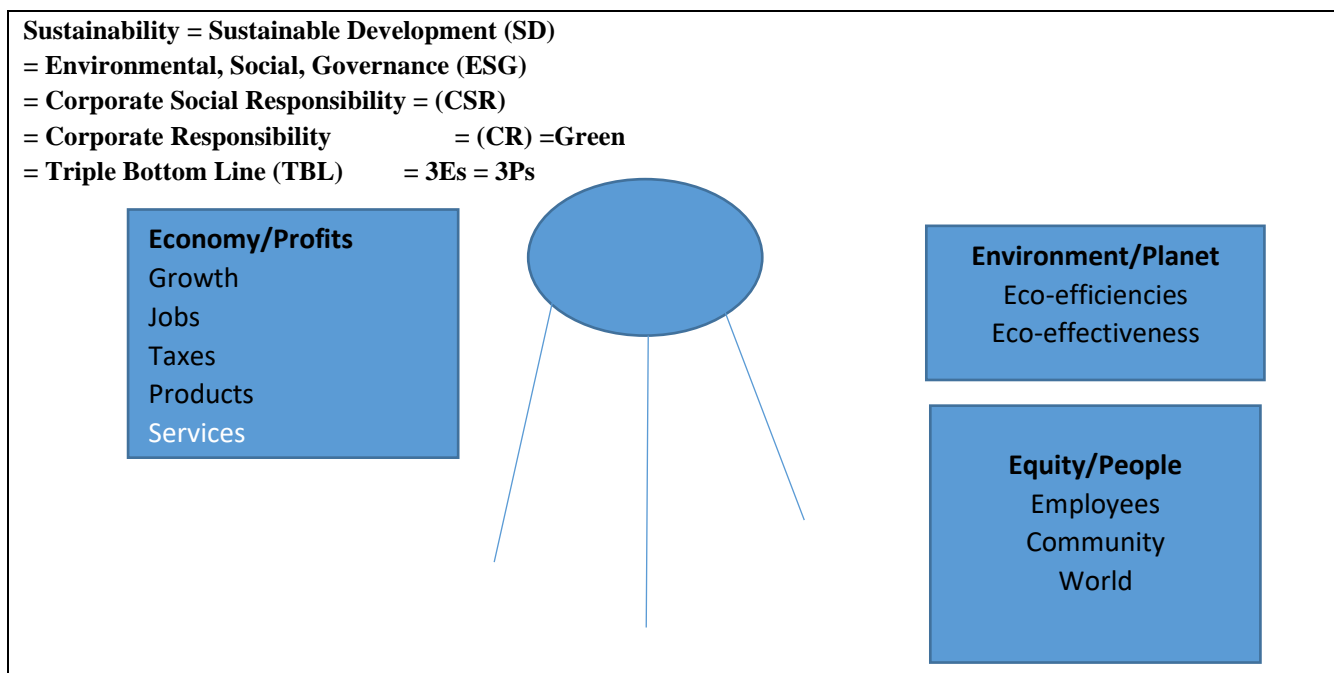 Sustainability = Sustainable Development (SD)
= Environmental, Social, Governance (ESG)
= Corporate Social Responsibility = (CSR)
= Corporate Responsibility = (CR) =Green
= Triple Bottom Line (TBL) = 3Es = 3Ps
Economy/Profits
Growth
Jobs
Taxes
Products
Services
Environment/Planet
Eco-efficiencies
Eco-effectiveness
Equity/People
Employees
Community
World